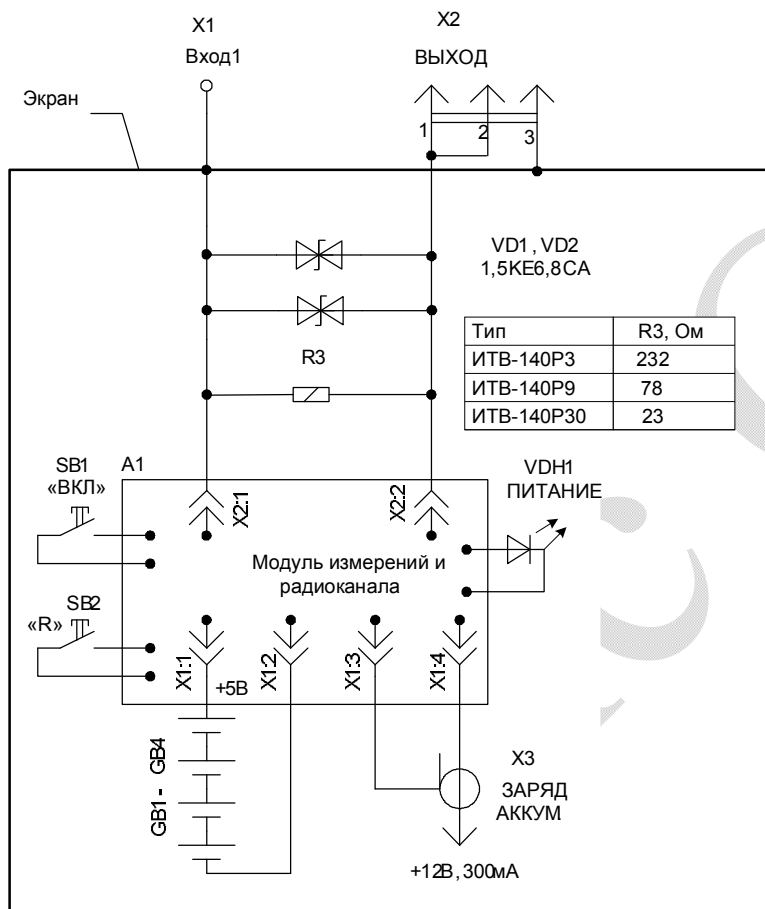 X1
Вход1
X2
ВЫХОД
Экран
1
2
3
VD1, VD2
1,5KE6,8CA
R3
Тип R3, Ом
ИТВ-140Р3 232
ИТВ-140Р9 78
ИТВ-140Р30 23
SB1
«ВКЛ»
A1
X2:1
X2:2
VDH1
ПИТАНИЕ
Модуль измерений и
радиоканала
SB2
«R»
X1:1
+5В
X1:2
X1:3
X1:4
GB1 - GB4
X3
ЗАРЯД
АККУМ
+12В, 300мА